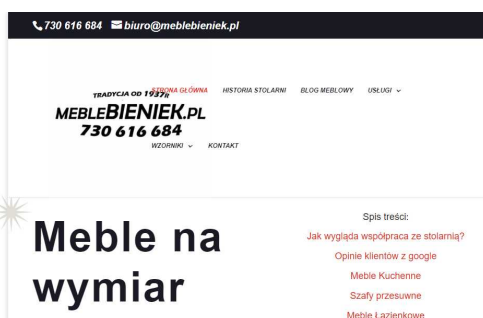 730 616 684 biuro@meblebieniek.pl
TRADYCJA OD 1937R
MEBLEBIENIEK.PL
730 616 684
STRONA GŁÓWNA HISTORIA STOLARNI BLOG MEBLOWY USŁUGI
WZORNIKI KONTAKT
Meble na
wymiar
Spis treści:
Jak wygląda współpraca ze stolarnią?
Opinie klientów z google
Meble Kuchenne
Szafy przesuwne
Meble Łazienkowe